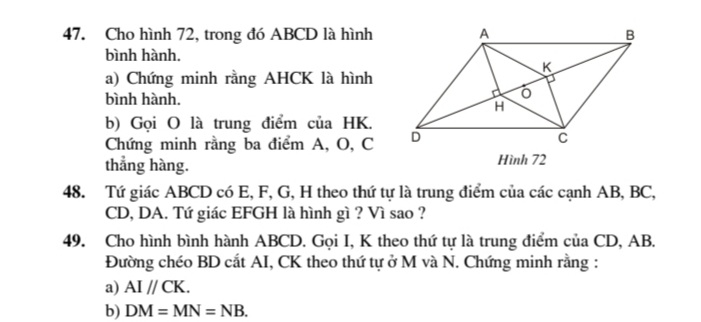 47. Cho hình 72, trong đó ABCD là hình
bình hành.
a) Chứng minh rằng AHCK là hình
bình hành.
b) Gọi O là trung điểm của HK.
Chứng minh rằng ba điểm A, O, C
thẳng hàng.
A
B
K
O
H
D
C
Hình 72
48. Tứ giác ABCD có E, F, G, H theo thứ tự là trung điểm của các cạnh AB, BC,
CD, DA. Tứ giác EFGH là hình gì ? Vì sao ?
49. Cho hình bình hành ABCD. Gọi I, K theo thứ tự là trung điểm của CD, AB.
Đường chéo BD cắt AI, CK theo thứ tự ở M và N. Chứng minh rằng :
a) AI // CK.
b) DM = MN = NB.